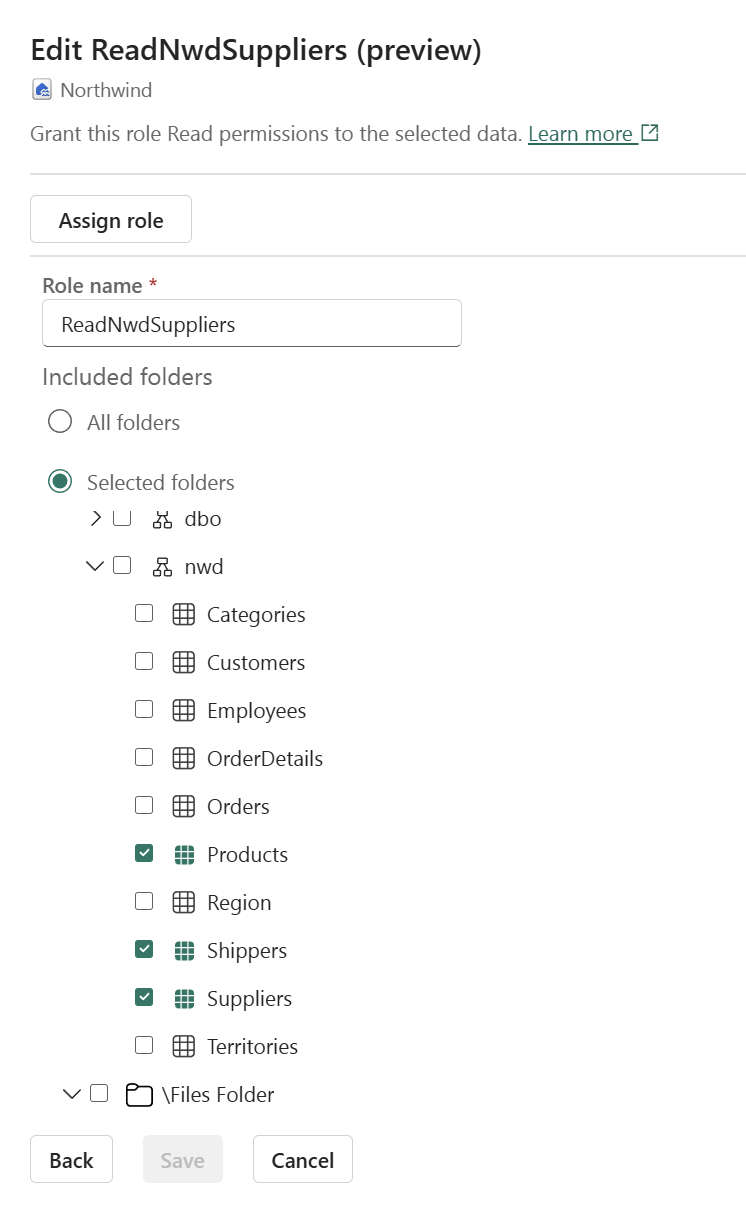 Edit ReadNwdSuppliers (preview)
Northwind
Grant this role Read permissions to the selected data. Learn more
Assign role
Role name *
ReadNwdSuppliers
Included folders
All folders
Selected folders
dbo
nwd
Categories
Customers
Employees
OrderDetails
Orders
Products
Region
Shippers
Suppliers
Territories
\Files Folder
Back Save Cancel